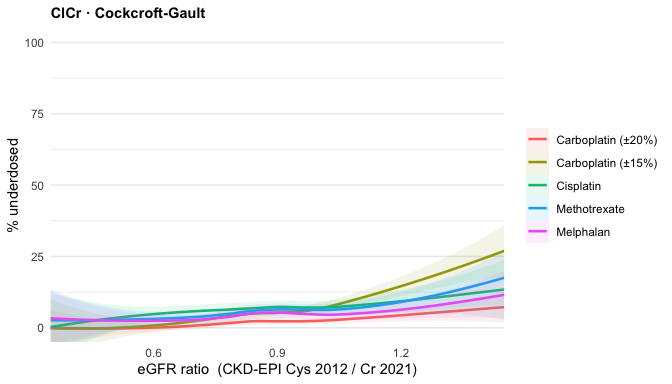 ClCr · Cockcroft-Gault
100
75
50
25
0
% underdosed
0.6 0.9 1.2
eGFR ratio (CKD-EPI Cys 2012 / Cr 2021)
Carboplatin (±20%)
Carboplatin (±15%)
Cisplatin
Methotrexate
Melphalan